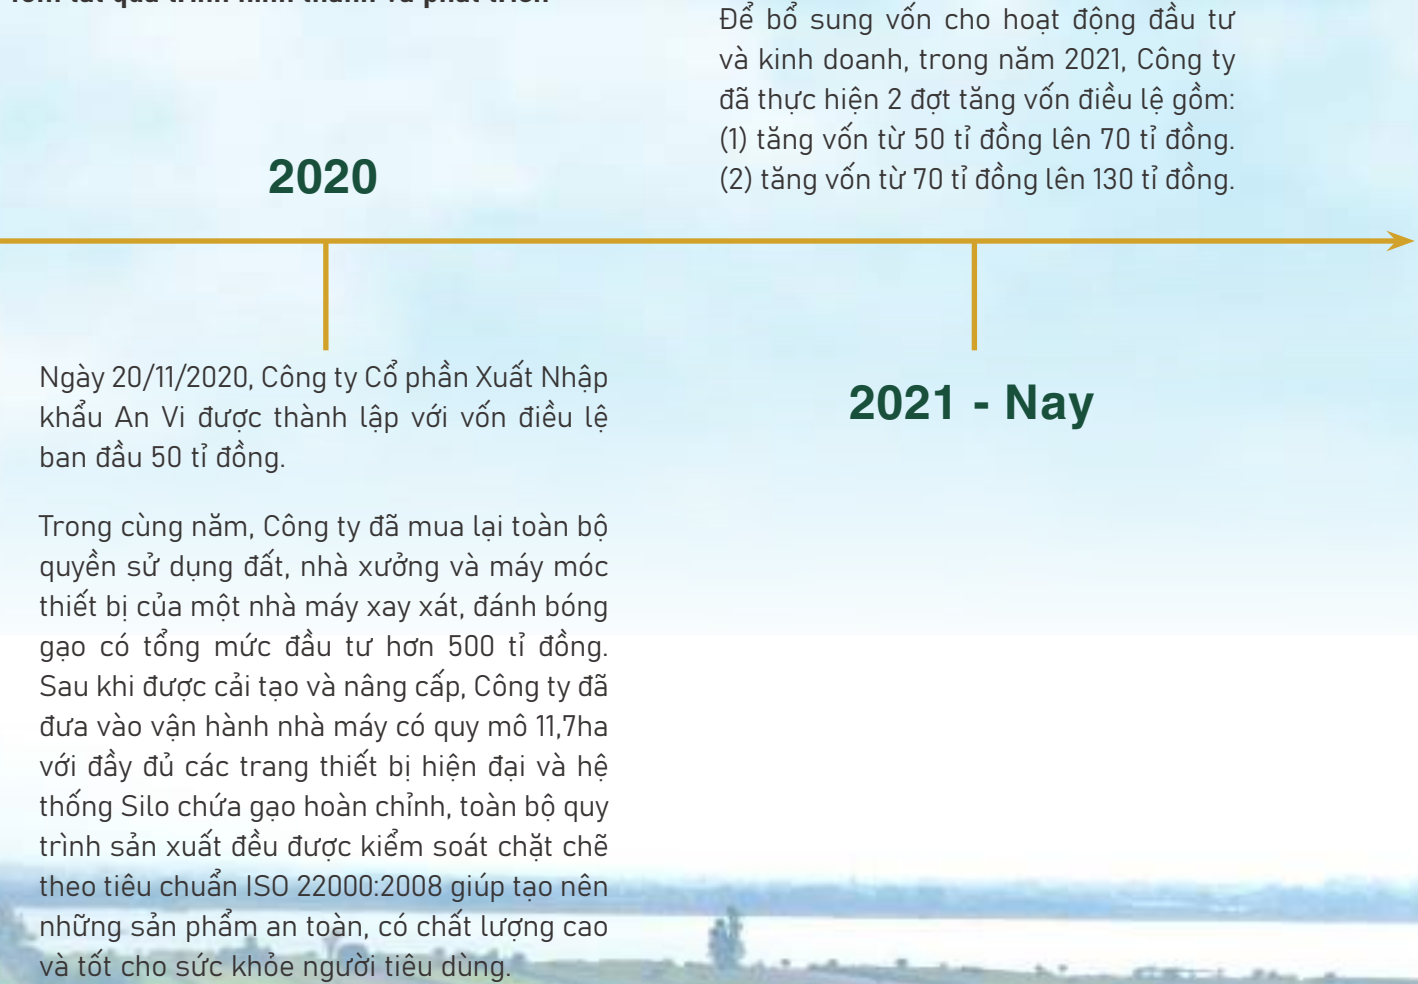 Tóm tắt quá trình hình thành và phát triển
2020
Ngày 20/11/2020, Công ty Cổ phần Xuất Nhập
khẩu An Vi được thành lập với vốn điều lệ
ban đầu 50 tỉ đồng.
Trong cùng năm, Công ty đã mua lại toàn bộ
quyền sử dụng đất, nhà xưởng và máy móc
thiết bị của một nhà máy xay xát, đánh bóng
gạo có tổng mức đầu tư hơn 500 tỉ đồng.
Sau khi được cải tạo và nâng cấp, Công ty đã
đưa vào vận hành nhà máy có quy mô 11,7ha
với đầy đủ các trang thiết bị hiện đại và hệ
thống Silo chứa gạo hoàn chỉnh, toàn bộ quy
trình sản xuất đều được kiểm soát chặt chẽ
theo tiêu chuẩn ISO 22000:2008 giúp tạo nên
những sản phẩm an toàn, có chất lượng cao
và tốt cho sức khỏe người tiêu dùng.
Để bổ sung vốn cho hoạt động đầu tư
và kinh doanh, trong năm 2021, Công ty
đã thực hiện 2 đợt tăng vốn điều lệ gồm:
(1) tăng vốn từ 50 tỉ đồng lên 70 tỉ đồng.
(2) tăng vốn từ 70 tỉ đồng lên 130 tỉ đồng.
2021 - Nay